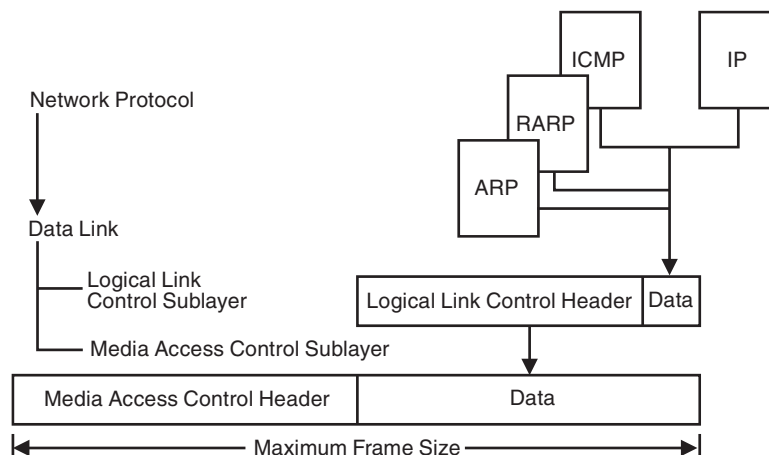 ICMP
IP
Network Protocol
RARP
ARP
Data Link
Logical Link
Control Sublayer
Logical Link Control Header
Data
Media Access Control Sublayer
Media Access Control Header
Data
Maximum Frame Size